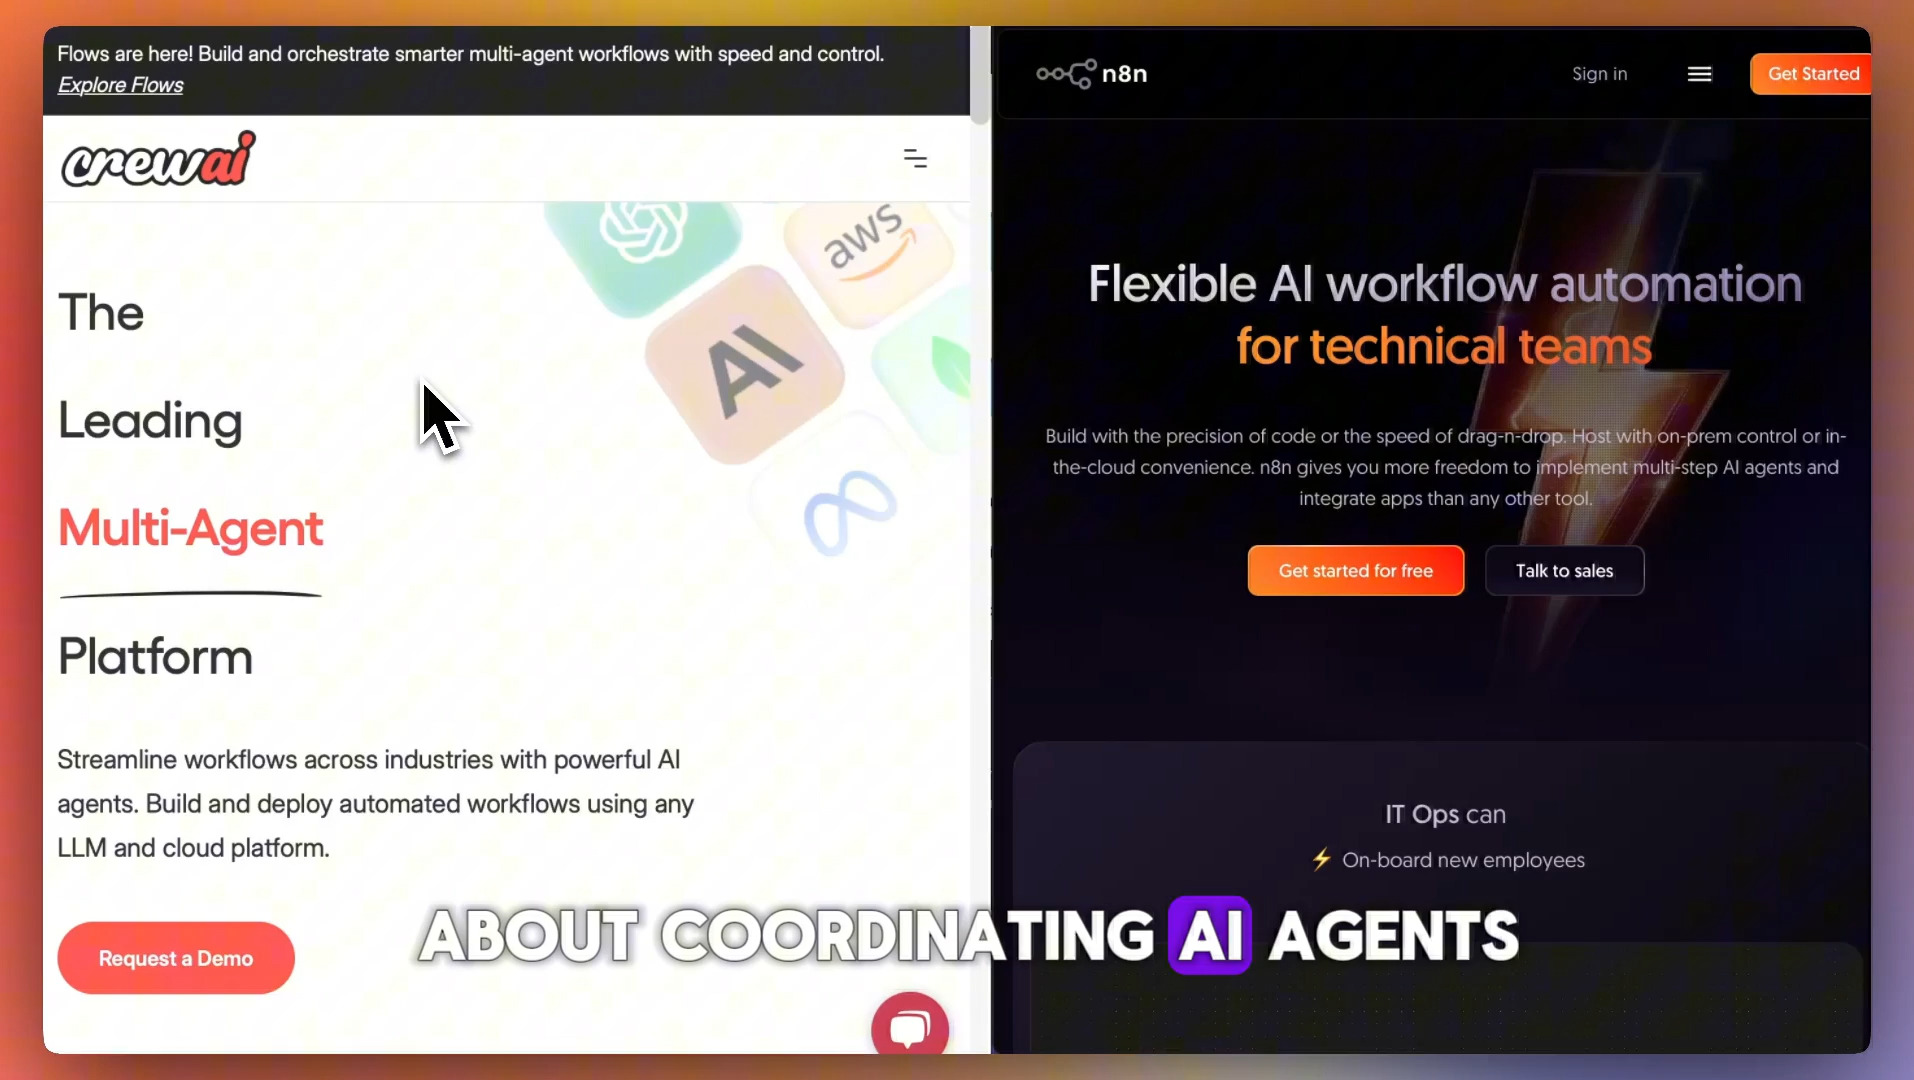 Flows are here! Build and orchestrate smarter multi-agent workflows with speed and control.
Explore Flows
crewai
aws
AI
The
Leading
Multi-Agent
Platform
Streamline workflows across industries with powerful AI
agents. Build and deploy automated workflows using any
LLM and cloud platform.
Request a Demo
n8n
Sign in
Get Started
Flexible AI workflow automation
for technical teams
Build with the precision of code or the speed of drag-n-drop. Host with on-prem control or in-
the-cloud convenience. n8n gives you more freedom to implement multi-step AI agents and
integrate apps than any other tool.
Get started for free
Talk to sales
IT Ops can
⚡ On-board new employees
ABOUT COORDINATING AI AGENTS